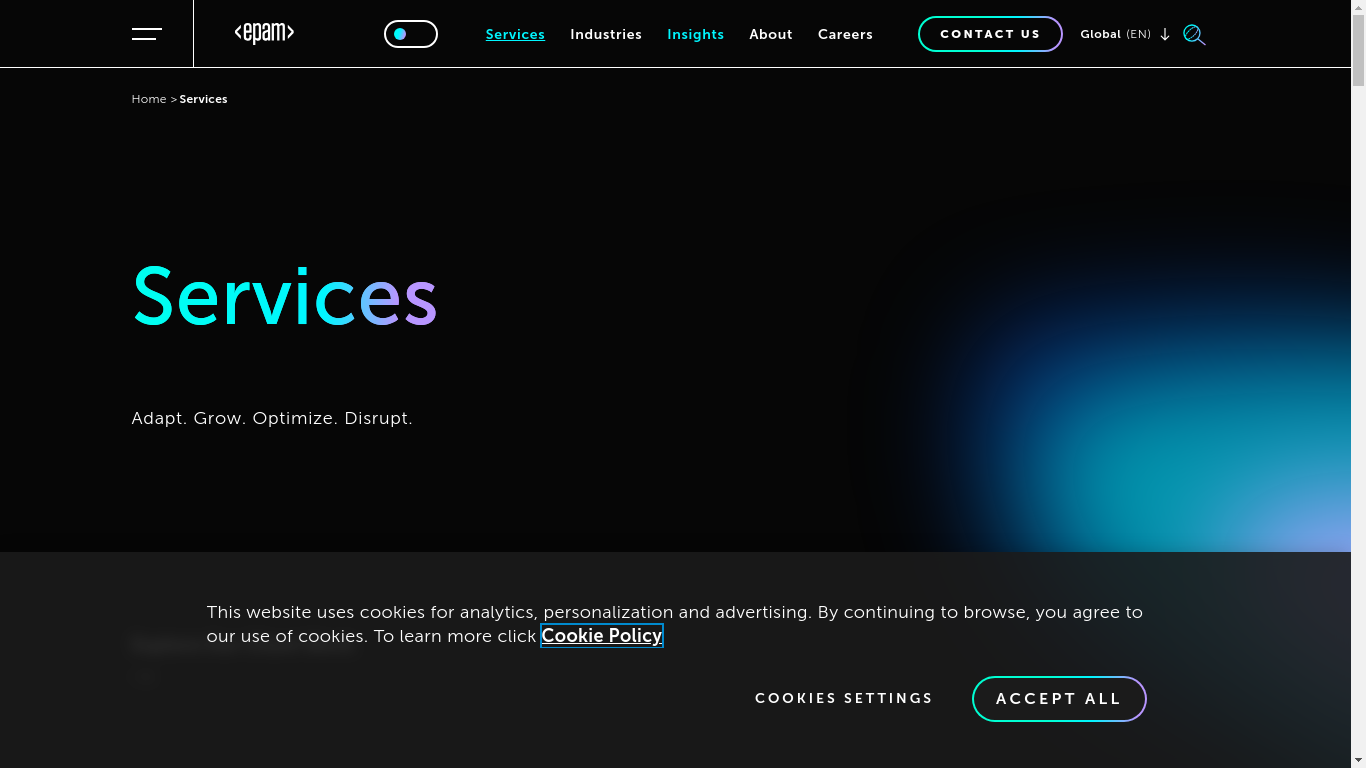 <epam>
Services
Industries
Insights
About
Careers
CONTACT US
Global (EN)
Home > Services
Services
Adapt. Grow. Optimize. Disrupt.
This website uses cookies for analytics, personalization and advertising. By continuing to browse, you agree to
our use of cookies. To learn more click Cookie Policy
COOKIES SETTINGS
ACCEPT ALL